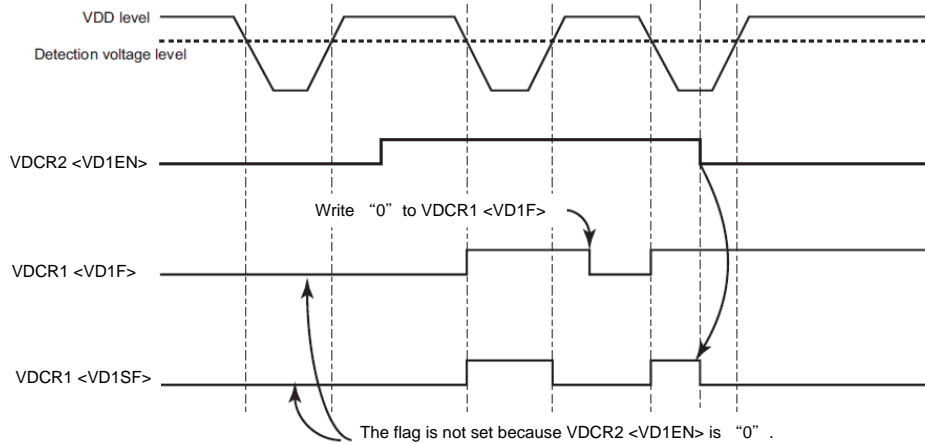 VDD level
Detection voltage level
VDCR2 <VD1EN>
Write “0” to VDCR1 <VD1F>
VDCR1 <VD1F>
VDCR1 <VD1SF>
The flag is not set because VDCR2 <VD1EN> is “0”.